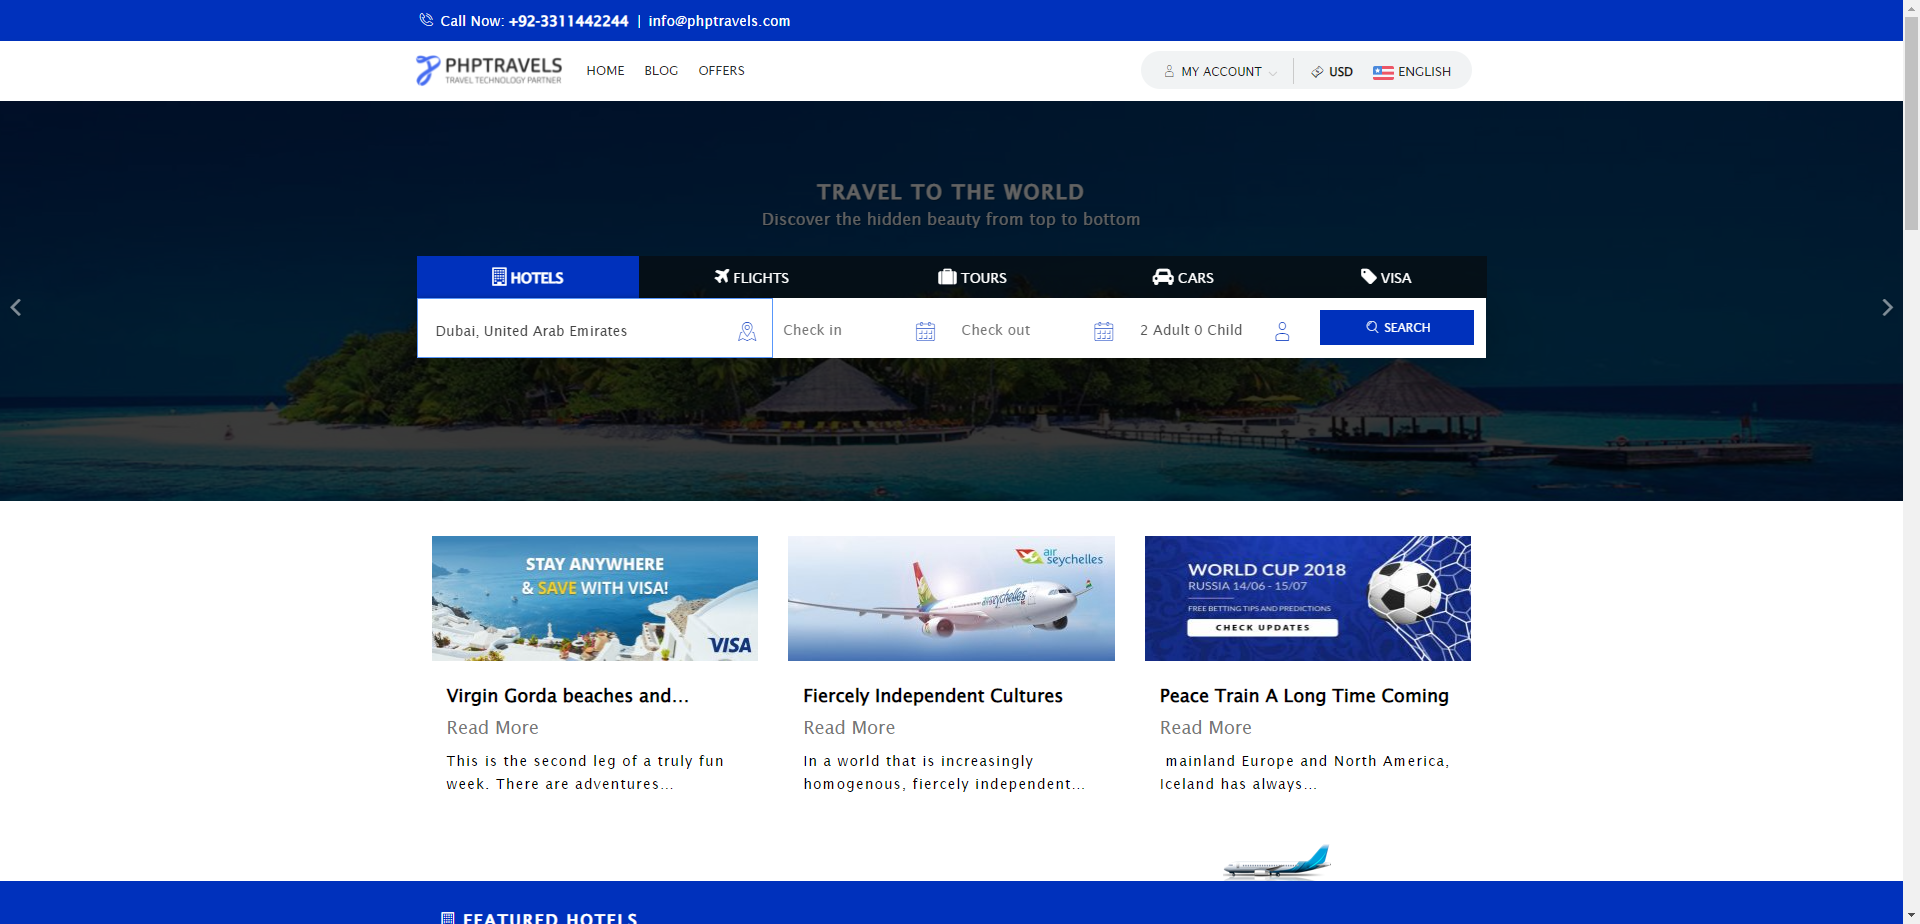 Call Now: +92-3311442244 | info@phptravels.com
PHPTRAVELS
TRAVEL TECHNOLOGY PARTNER
HOME BLOG OFFERS
MY ACCOUNT USD ENGLISH
TRAVEL TO THE WORLD
Discover the hidden beauty from top to bottom
HOTELS FLIGHTS TOURS CARS VISA
Dubai, United Arab Emirates Check in Check out 2 Adult 0 Child SEARCH
STAY ANYWHERE
& SAVE WITH VISA!
VISA
air
seychelles
airseychelles
WORLD CUP 2018
RUSSIA 14/06 - 15/07
FREE BETTING TIPS AND PREDICTIONS
CHECK UPDATES
Virgin Gorda beaches and...
Read More
This is the second leg of a truly fun
week. There are adventures...
Fiercely Independent Cultures
Read More
In a world that is increasingly
homogenous, fiercely independent...
Peace Train A Long Time Coming
Read More
mainland Europe and North America,
Iceland has always...
FEATURED HOTELS